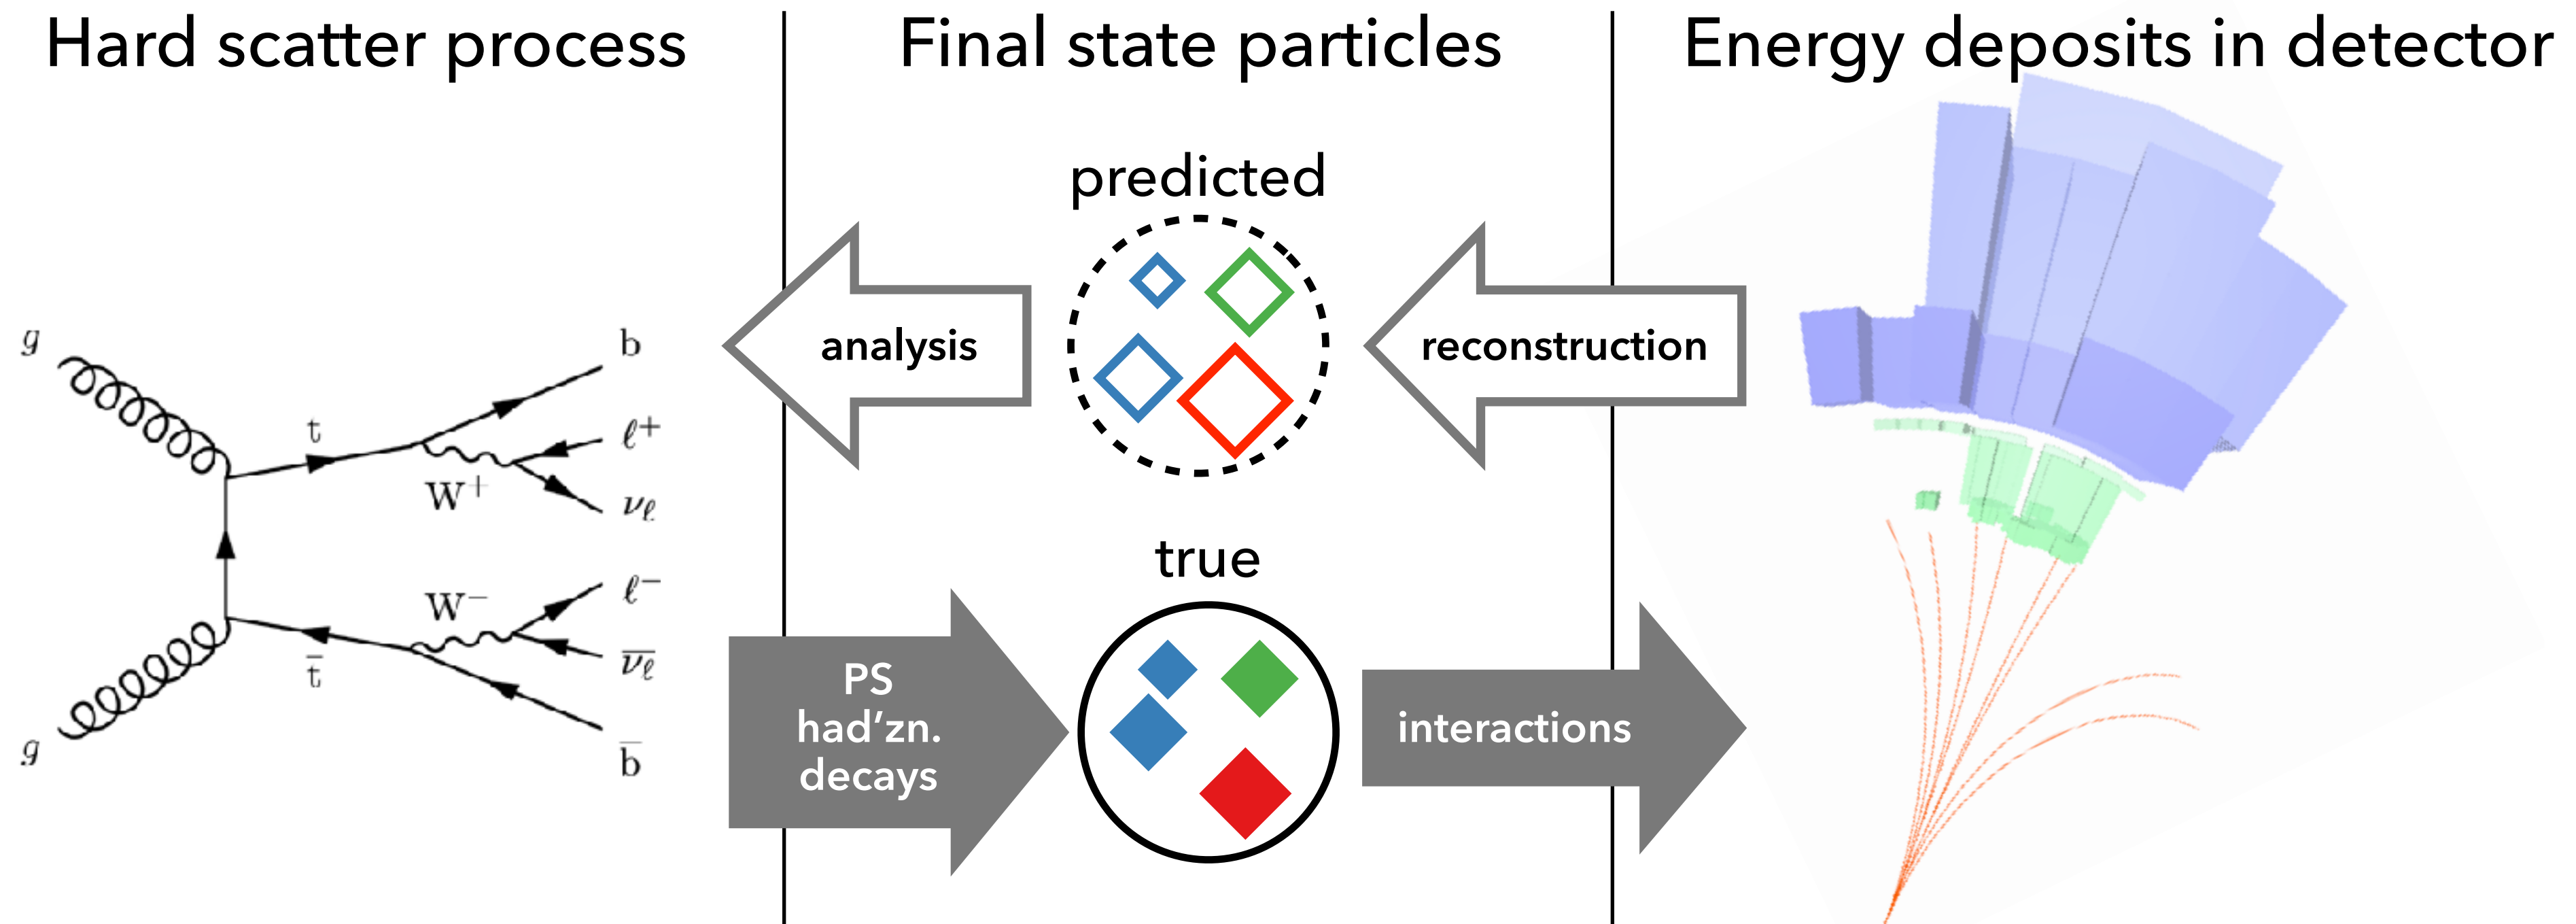 Hard scatter process
Final state particles
Energy deposits in detector
predicted
analysis
reconstruction
true
PS
had’zn.
decays
interactions
g
t
b
W⁺
ℓ⁺
νℓ
W⁻
ℓ⁻
ν̅ℓ
t̅
b̅
g